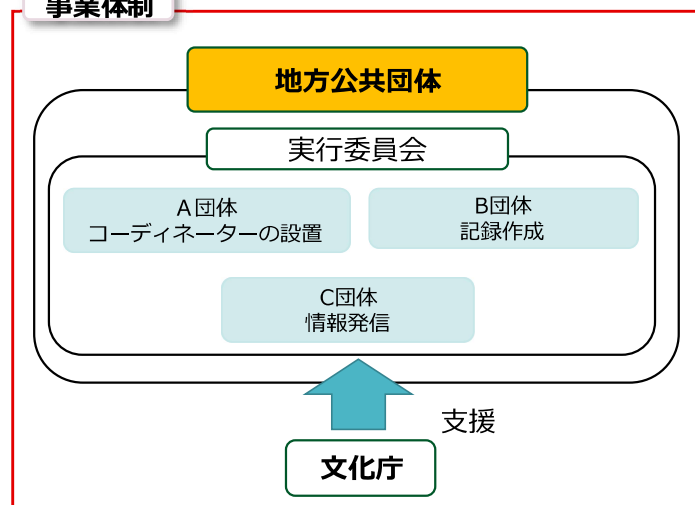 事業体制
地方公共団体
実行委員会
A団体
コーディネーターの設置
B団体
記録作成
C団体
情報発信
支援
文化庁